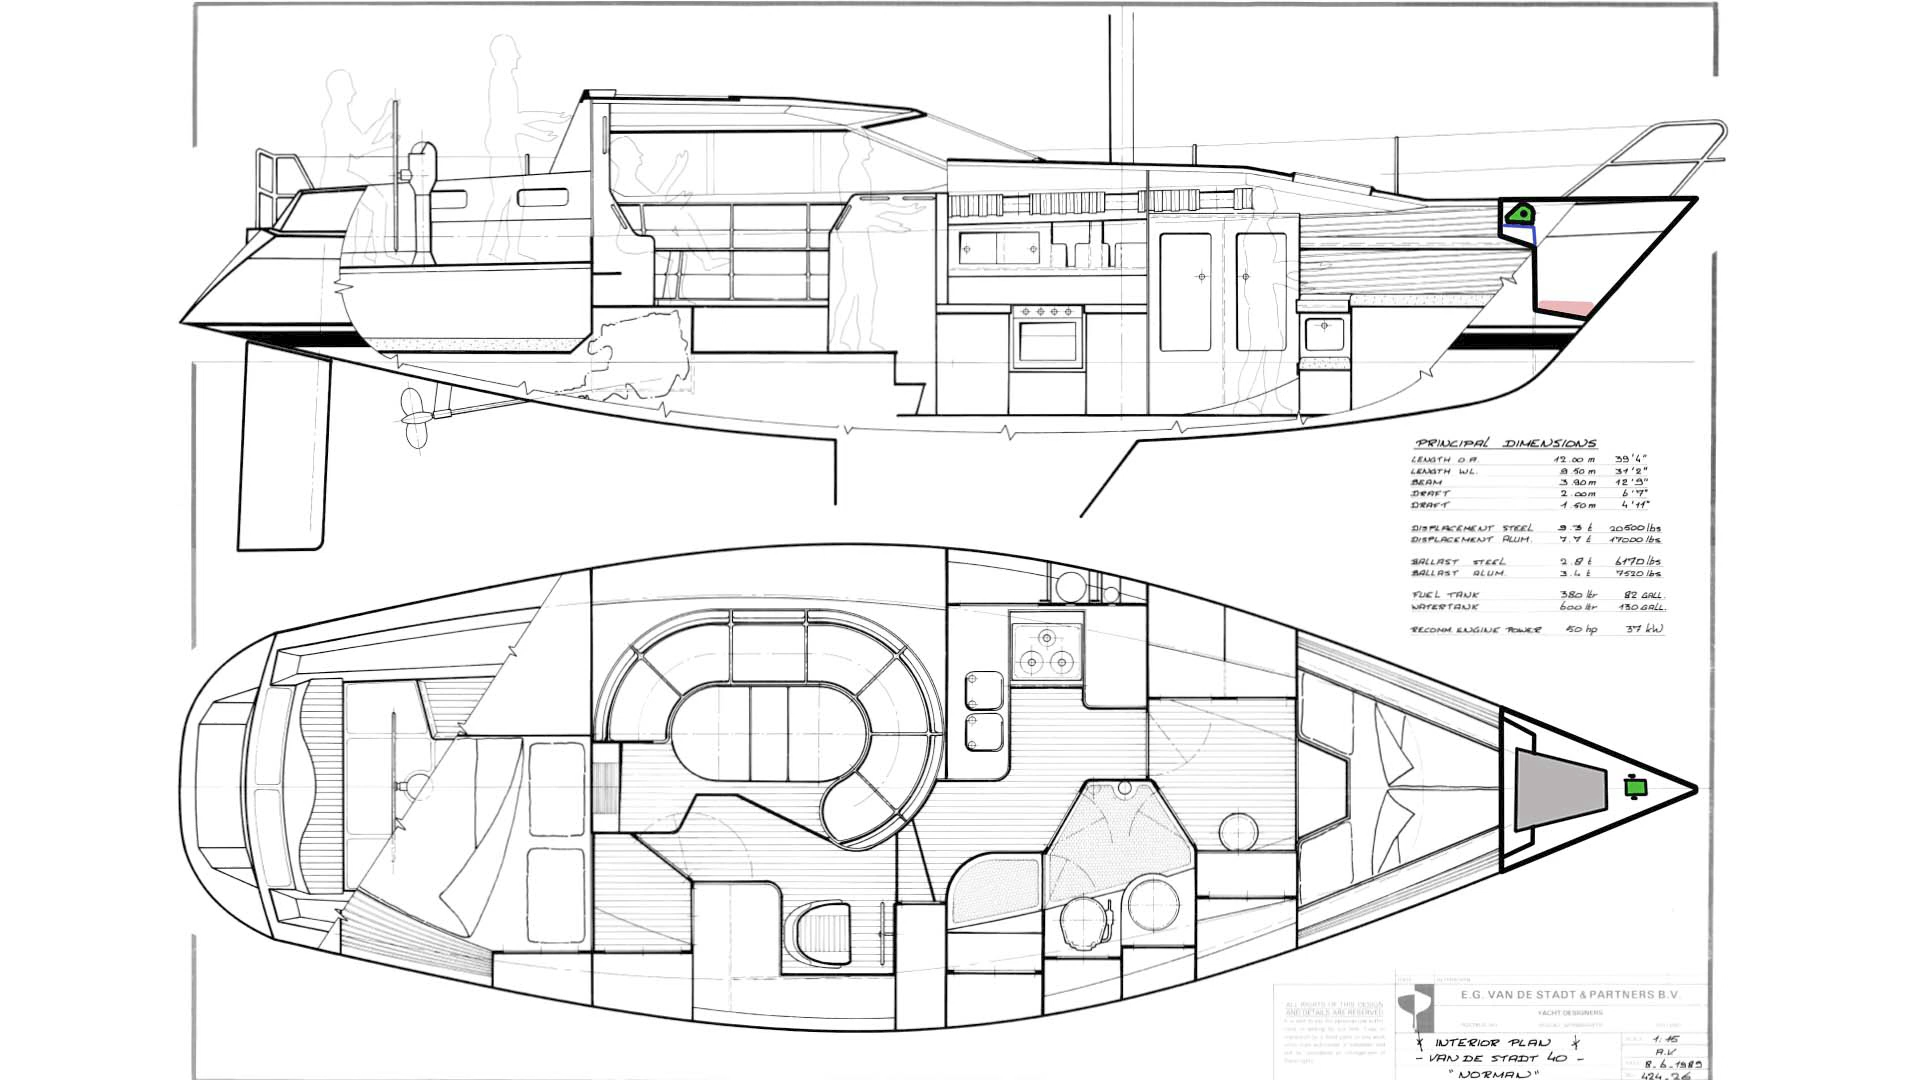 PRINCIPAL DIMENSIONS
LENGTH O.A. 12.00 m 39'4"
LENGTH WL. 9.50 m 31'2"
BEAM 3.90 m 12'9"
DRAFT 2.00 m 6'7"
DRAFT 1.50 m 4'11"
DISPLACEMENT STEEL 9.3 t 20500 lbs
DISPLACEMENT ALUM. 7.7 t 17000 lbs
BALLAST STEEL 2.8 t 6170 lbs
BALLAST ALUM. 3.4 t 7520 lbs
FUEL TANK 380 ltr 82 GALL.
WATERTANK 600 ltr 130 GALL.
RECOMM. ENGINE POWER 50 hp 37 kW
ALL RIGHTS OF THIS DESIGN
AND DETAILS ARE RESERVED.
E.G. VAN DE STADT & PARTNERS B.V.
YACHT DESIGNERS
INTERIOR PLAN
- VAN DE STADT 40 -
"NORMAN"
SCALE 1:15
A.V.
8-6-1989
424-26